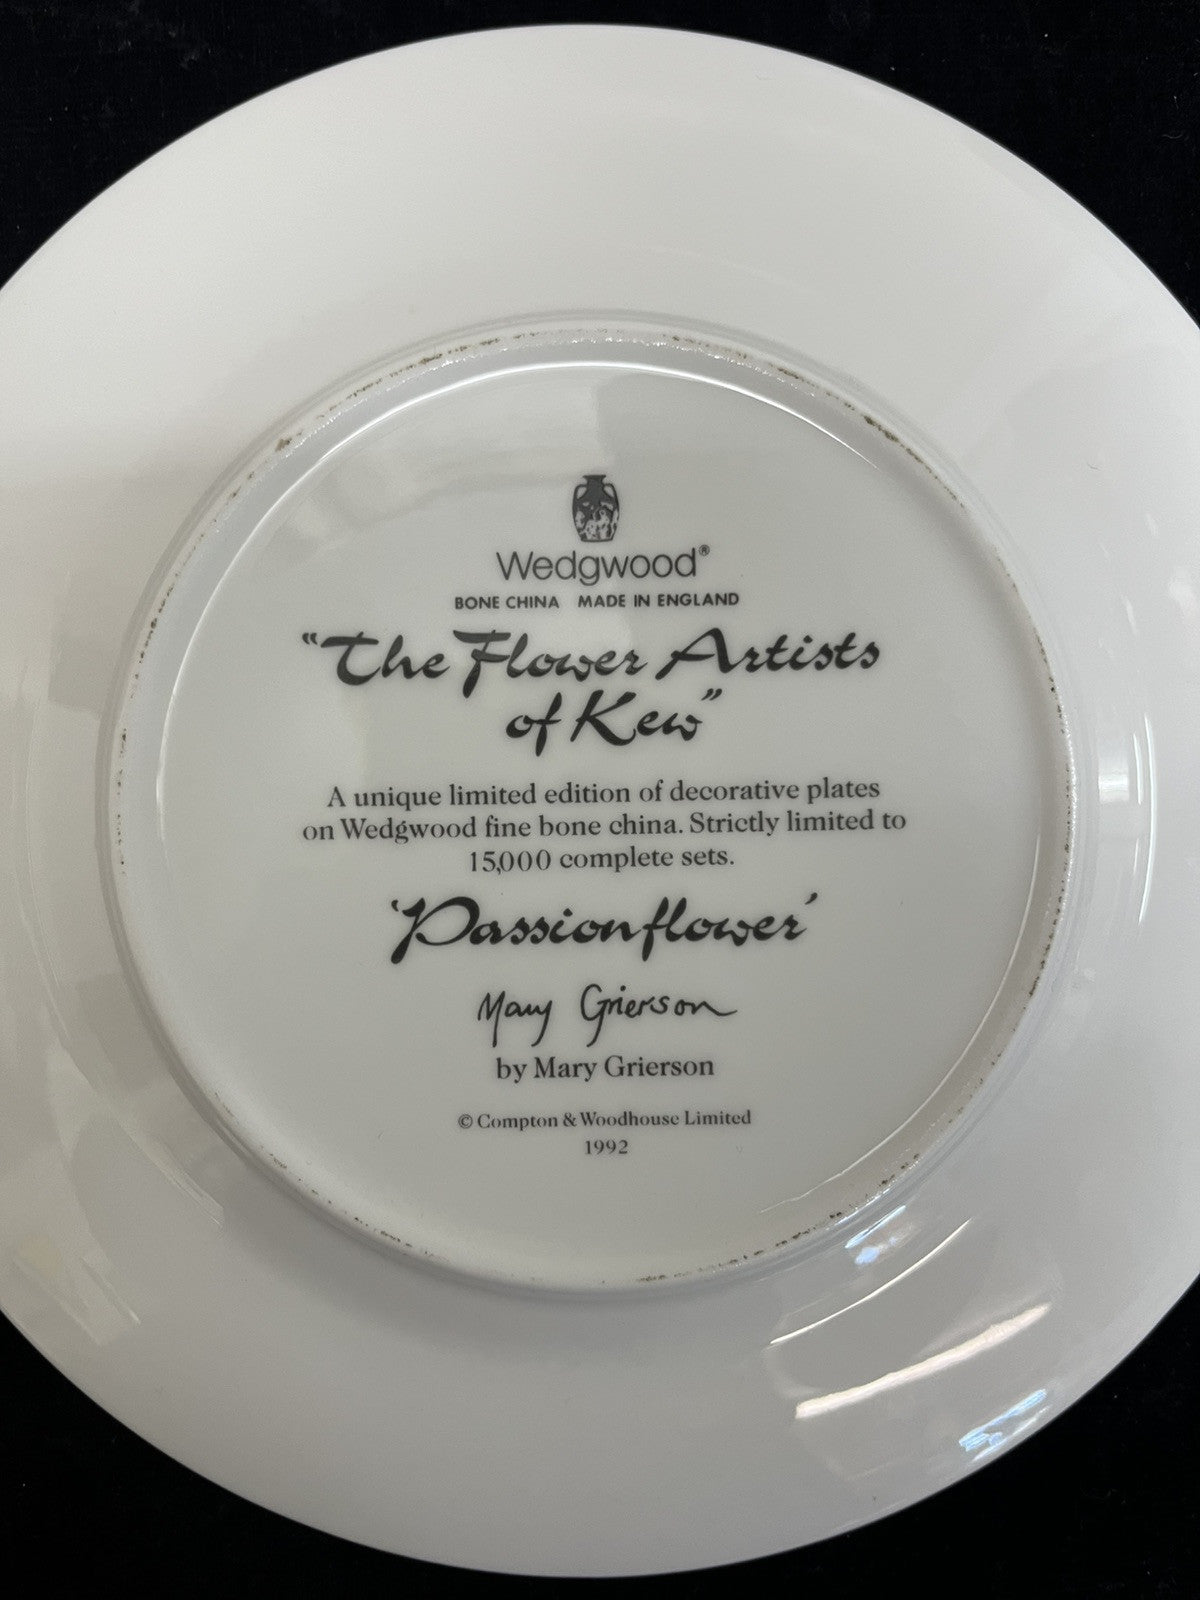 Wedgwood®
BONE CHINA MADE IN ENGLAND
"The Flower Artists
of Kew"
A unique limited edition of decorative plates
on Wedgwood fine bone china. Strictly limited to
15,000 complete sets.
'Passionflower'
Mary Grierson
by Mary Grierson
© Compton & Woodhouse Limited
1992